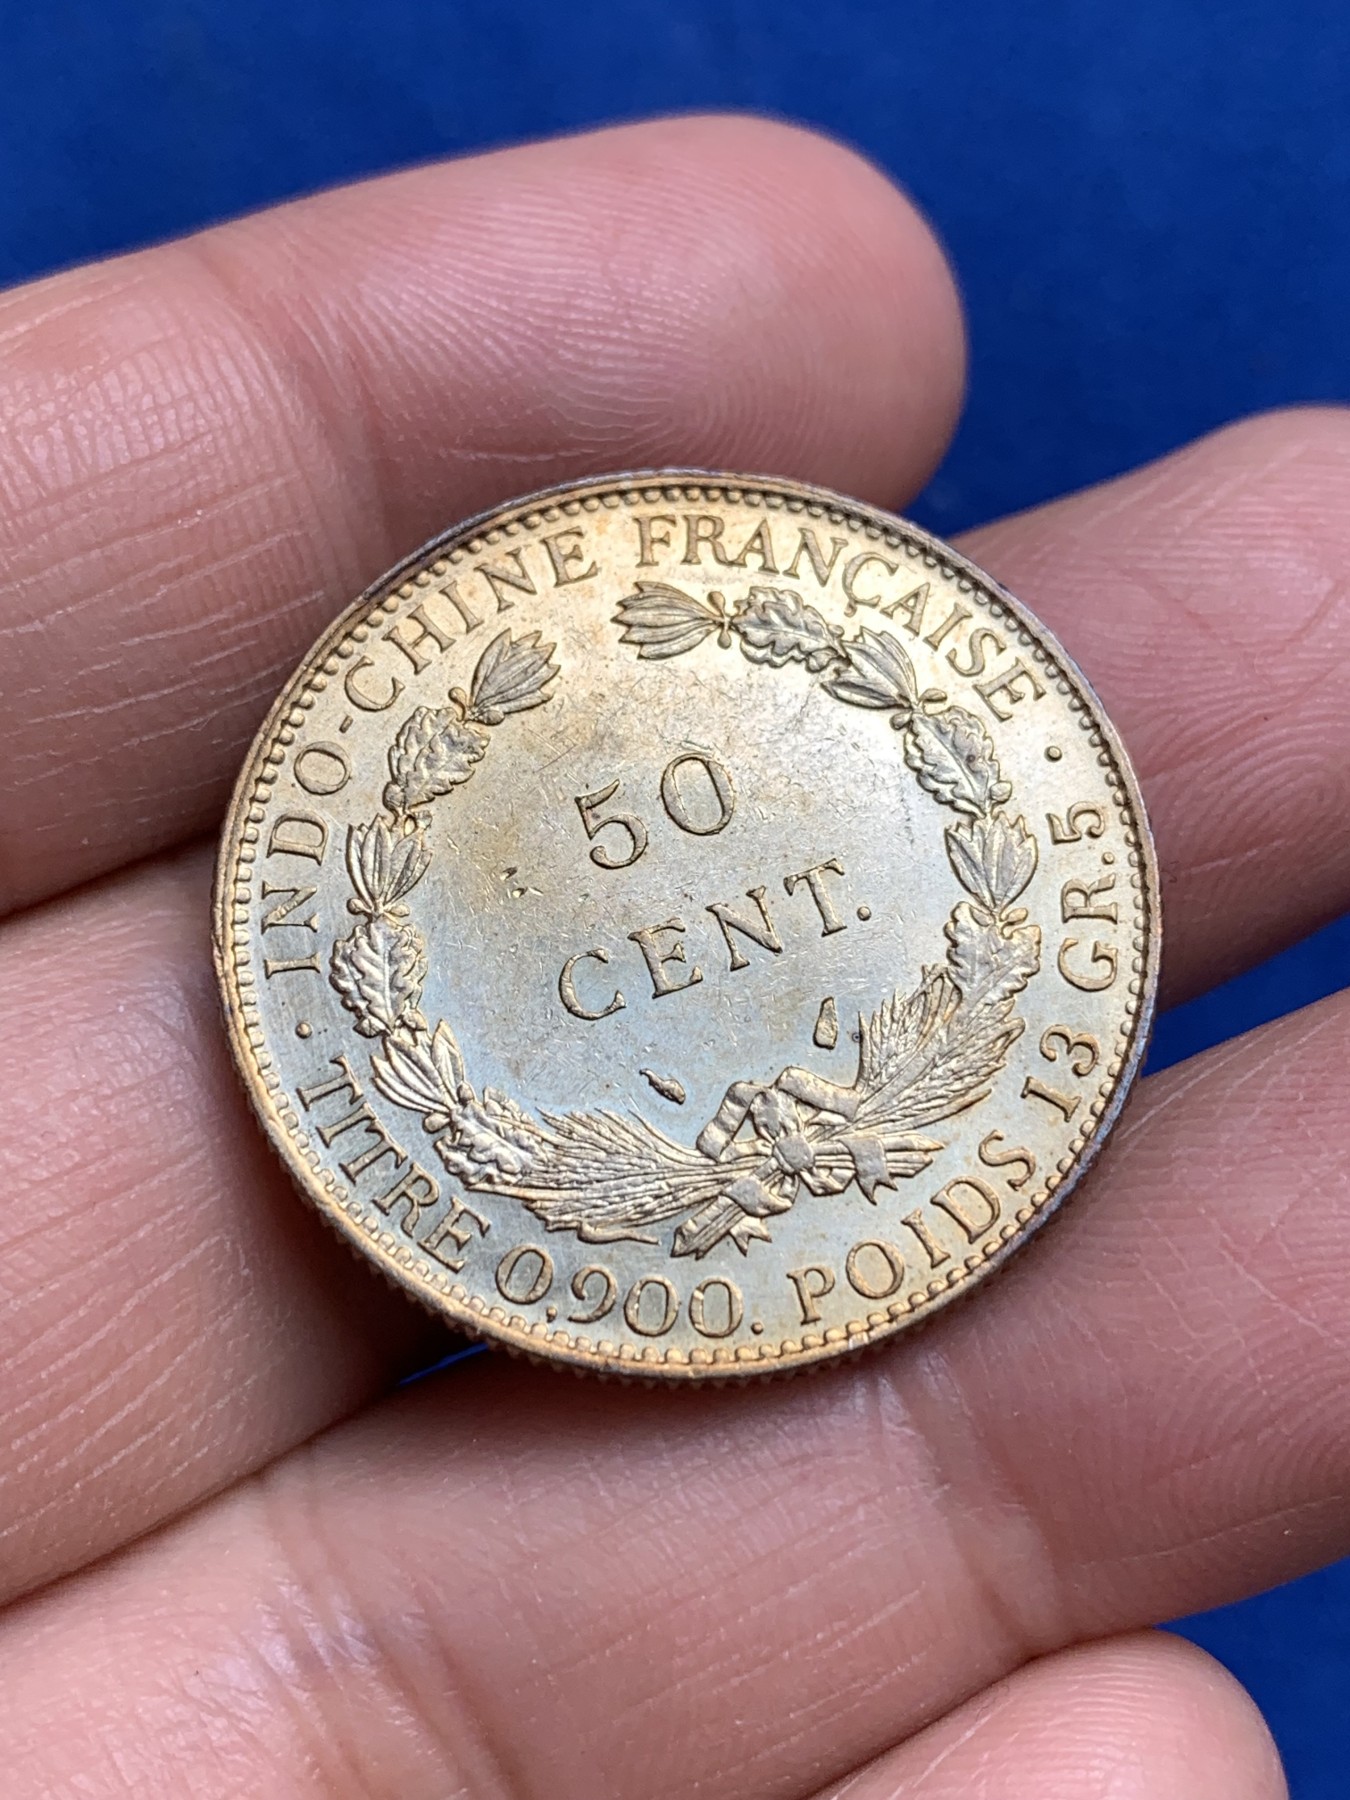 INDO-CHINE FRANÇAISE ·
50
CENT.
· TITRE 0,900. POIDS 13 GR.5